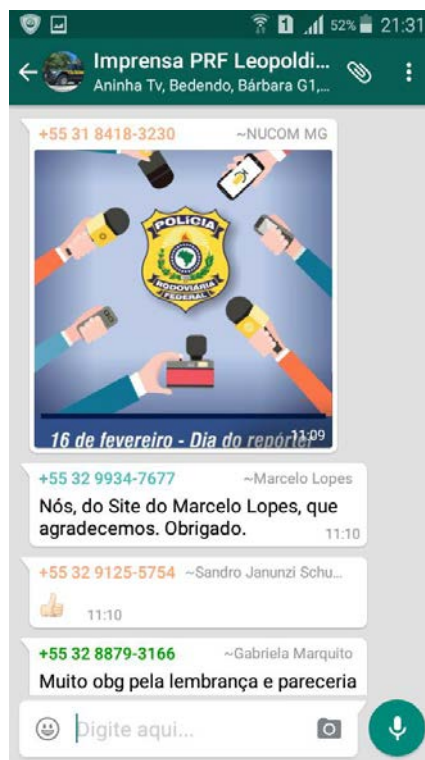 1 52% 21:31
Imprensa PRF Leopoldi...
Aninha Tv, Bedendo, Bárbara G1,...
+55 31 8418-3230 ~NUCOM MG
POLÍCIA
RODOVIÁRIA
FEDERAL
16 de fevereiro - Dia do repórter 11:09
+55 32 9934-7677 ~Marcelo Lopes
Nós, do Site do Marcelo Lopes, que
agradecemos. Obrigado. 11:10
+55 32 9125-5754 ~Sandro Janunzi Schu...
11:10
+55 32 8879-3166 ~Gabriela Marquito
Muito obg pela lembrança e pareceria
Digite aqui...